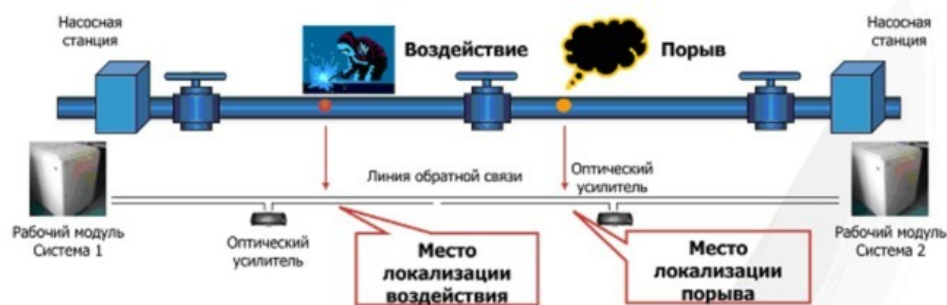 Насосная
станция
Воздействие
Порыв
Насосная
станция
Линия обратной связи
Оптический
усилитель
Рабочий модуль
Система 1
Оптический
усилитель
Место
локализации
воздействия
Место
локализации
порыва
Рабочий модуль
Система 2